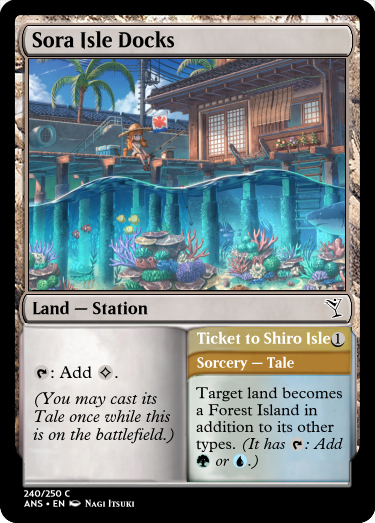 Sora Isle Docks
Land — Station
: Add .
(You may cast its
Tale once while this
is on the battlefield.)
Ticket to Shiro Isle 1
Sorcery — Tale
Target land becomes
a Forest Island in
addition to its other
types. (It has : Add
or .)
240/250 C
ANS • EN Nagi Itsuki